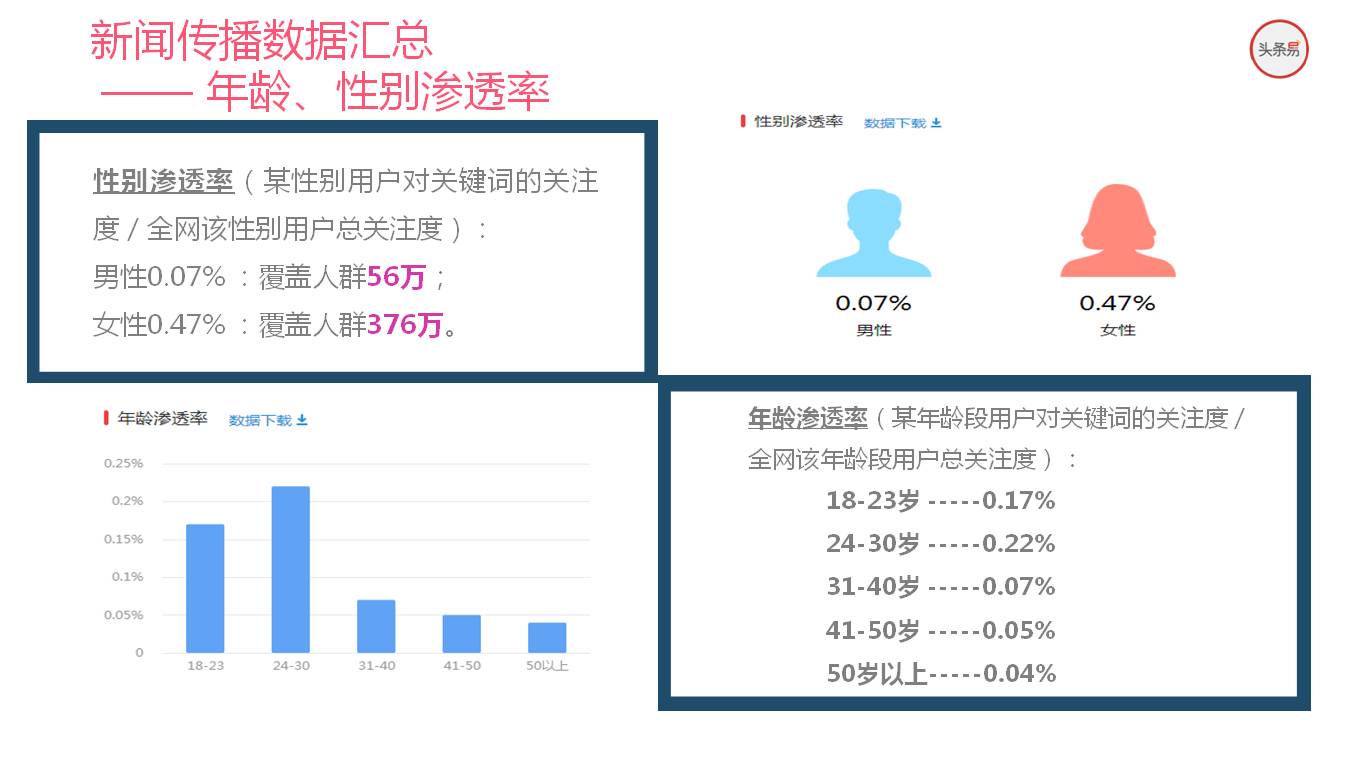 新闻传播数据汇总
—— 年龄、性别渗透率
头条易
性别渗透率（某性别用户对关键词的关注
度/全网该性别用户总关注度）：
男性0.07% ：覆盖人群56万；
女性0.47% ：覆盖人群376万。
性别渗透率 数据下载
0.07% 0.47%
男性 女性
年龄渗透率 数据下载
0.25%
0.2%
0.15%
0.1%
0.05%
0
18-23 24-30 31-40 41-50 50以上
年龄渗透率（某年龄段用户对关键词的关注度/
全网该年龄段用户总关注度）：
18-23岁 -----0.17%
24-30岁 -----0.22%
31-40岁 -----0.07%
41-50岁 -----0.05%
50岁以上-----0.04%